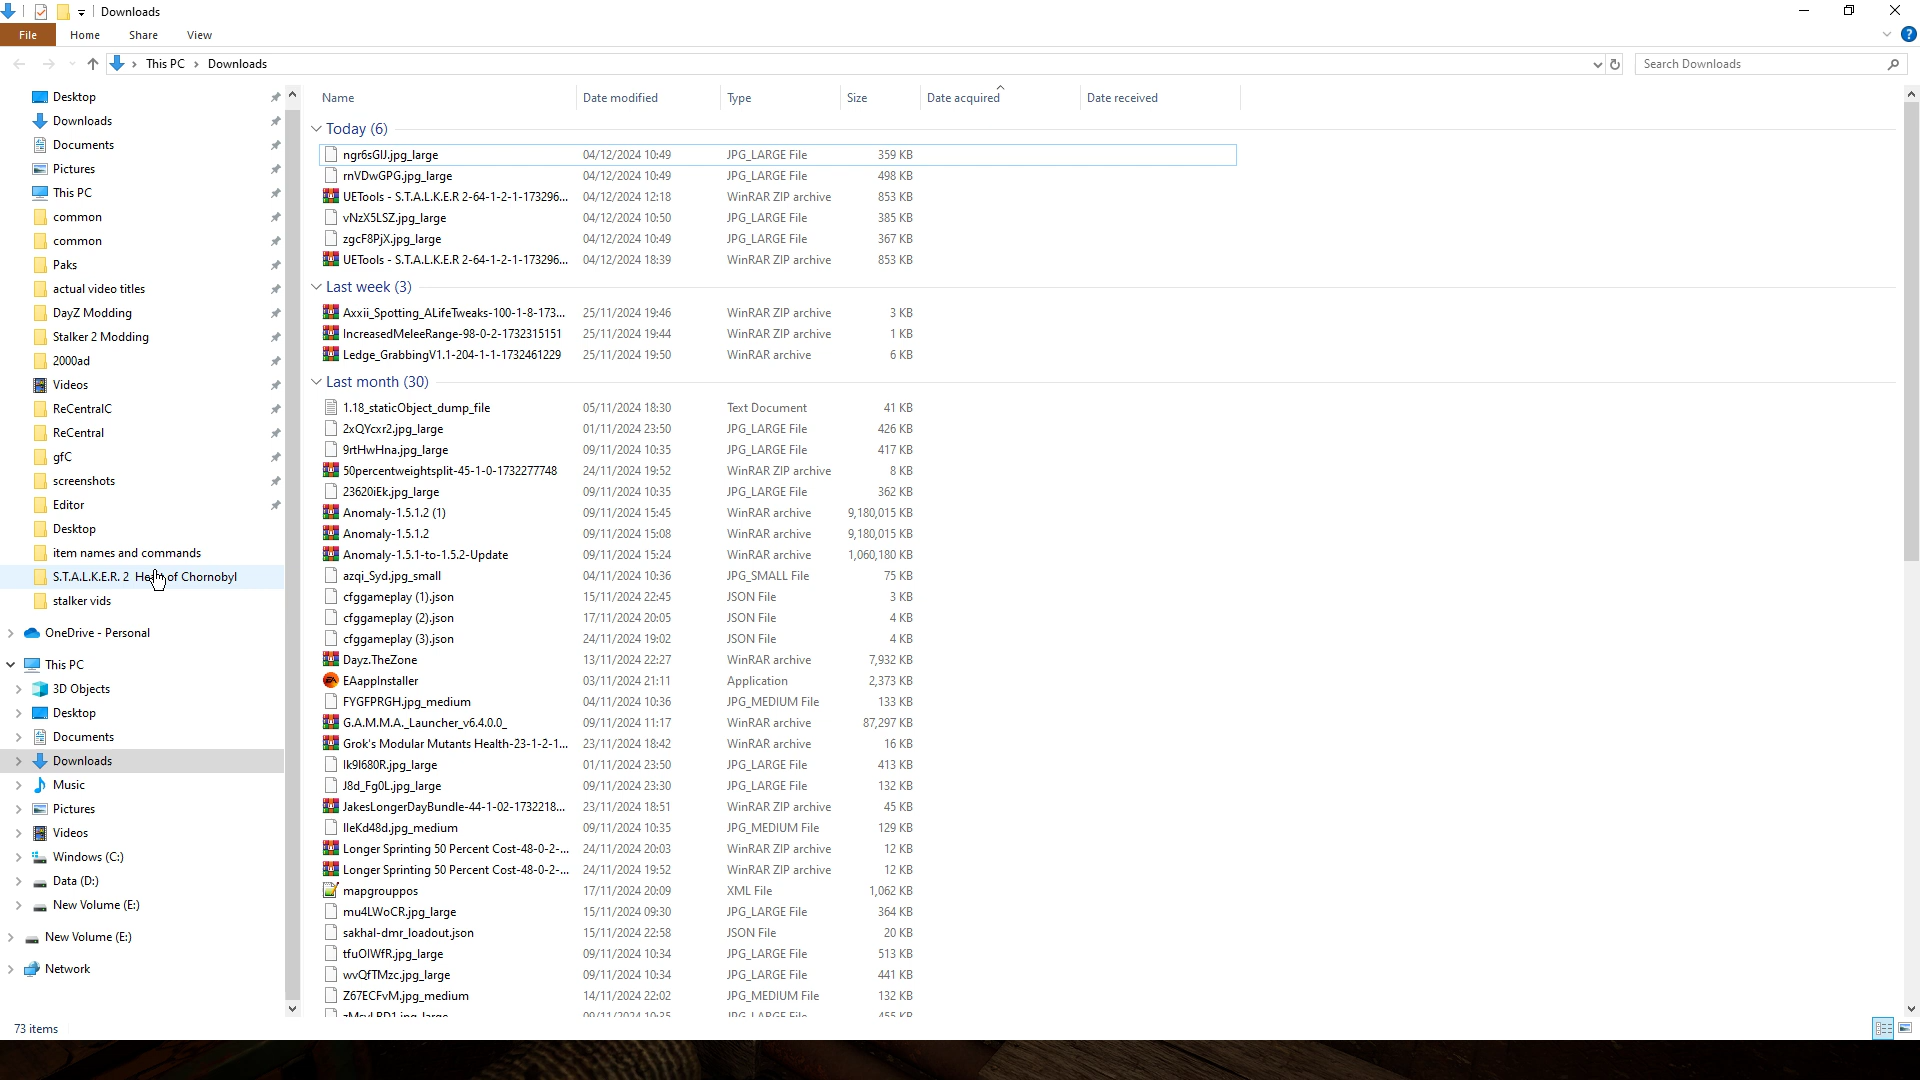 Downloads
File Home Share View
This PC Downloads Search Downloads
Name Date modified Type Size Date acquired Date received
Desktop
Downloads
Documents
Pictures
This PC
common
common
Paks
actual video titles
DayZ Modding
Stalker 2 Modding
2000ad
Videos
ReCentralC
ReCentral
gfC
screenshots
Editor
Desktop
item names and commands
S.T.A.L.K.E.R. 2 of Chornobyl
stalker vids
OneDrive - Personal
This PC
3D Objects
Desktop
Documents
Downloads
Music
Pictures
Videos
Windows (C:)
Data (D:)
New Volume (E:)
New Volume (E:)
Network
Today (6)
ngr6sGlJ.jpg_large 04/12/2024 10:49 JPG_LARGE File 359 KB
rnVDwGPG.jpg_large 04/12/2024 10:49 JPG_LARGE File 498 KB
UETools - S.T.A.L.K.E.R 2-64-1-2-1-173296... 04/12/2024 12:18 WinRAR ZIP archive 853 KB
vNzX5LSZ.jpg_large 04/12/2024 10:50 JPG_LARGE File 385 KB
zgcF8PjX.jpg_large 04/12/2024 10:49 JPG_LARGE File 367 KB
UETools - S.T.A.L.K.E.R 2-64-1-2-1-173296... 04/12/2024 18:39 WinRAR ZIP archive 853 KB
Last week (3)
Axxii_Spotting_ALifeTweaks-100-1-8-173... 25/11/2024 19:46 WinRAR ZIP archive 3 KB
IncreasedMeleeRange-98-0-2-1732315151 25/11/2024 19:44 WinRAR ZIP archive 1 KB
Ledge_GrabbingV1.1-204-1-1-1732461229 25/11/2024 19:50 WinRAR archive 6 KB
Last month (30)
1.18_staticObject_dump_file 05/11/2024 18:30 Text Document 41 KB
2xQYcxr2.jpg_large 01/11/2024 23:50 JPG_LARGE File 426 KB
9rtHwHna.jpg_large 09/11/2024 10:35 JPG_LARGE File 417 KB
50percentweightsplit-45-1-0-1732277748 24/11/2024 19:52 WinRAR ZIP archive 8 KB
23620iEk.jpg_large 09/11/2024 10:35 JPG_LARGE File 362 KB
Anomaly-1.5.1.2 (1) 09/11/2024 15:45 WinRAR archive 9,180,015 KB
Anomaly-1.5.1.2 09/11/2024 15:08 WinRAR archive 9,180,015 KB
Anomaly-1.5.1-to-1.5.2-Update 09/11/2024 15:24 WinRAR archive 1,060,180 KB
azqi_Syd.jpg_small 04/11/2024 10:36 JPG_SMALL File 75 KB
cfggameplay (1).json 15/11/2024 22:45 JSON File 3 KB
cfggameplay (2).json 17/11/2024 20:05 JSON File 4 KB
cfggameplay (3).json 24/11/2024 19:02 JSON File 4 KB
Dayz.TheZone 13/11/2024 22:27 WinRAR archive 7,932 KB
EAappInstaller 03/11/2024 21:11 Application 2,373 KB
FYGFPRGH.jpg_medium 04/11/2024 10:36 JPG_MEDIUM File 133 KB
G.A.M.M.A._Launcher_v6.4.0.0_ 09/11/2024 11:17 WinRAR archive 87,297 KB
Grok's Modular Mutants Health-23-1-2-1... 23/11/2024 18:42 WinRAR archive 16 KB
Ik9I680R.jpg_large 01/11/2024 23:50 JPG_LARGE File 413 KB
J8d_Fg0L.jpg_large 09/11/2024 23:30 JPG_LARGE File 132 KB
JakesLongerDayBundle-44-1-02-1732218... 23/11/2024 18:51 WinRAR ZIP archive 45 KB
lleKd48d.jpg_medium 09/11/2024 10:35 JPG_MEDIUM File 129 KB
Longer Sprinting 50 Percent Cost-48-0-2-... 24/11/2024 20:03 WinRAR ZIP archive 12 KB
Longer Sprinting 50 Percent Cost-48-0-2-... 24/11/2024 19:52 WinRAR ZIP archive 12 KB
mapgrouppos 17/11/2024 20:09 XML File 1,062 KB
mu4LWoCR.jpg_large 15/11/2024 09:30 JPG_LARGE File 364 KB
sakhal-dmr_loadout.json 15/11/2024 22:58 JSON File 20 KB
tfuOIWfR.jpg_large 09/11/2024 10:34 JPG_LARGE File 513 KB
wvQfTMzc.jpg_large 09/11/2024 10:34 JPG_LARGE File 441 KB
Z67ECFvM.jpg_medium 14/11/2024 22:02 JPG_MEDIUM File 132 KB
73 items